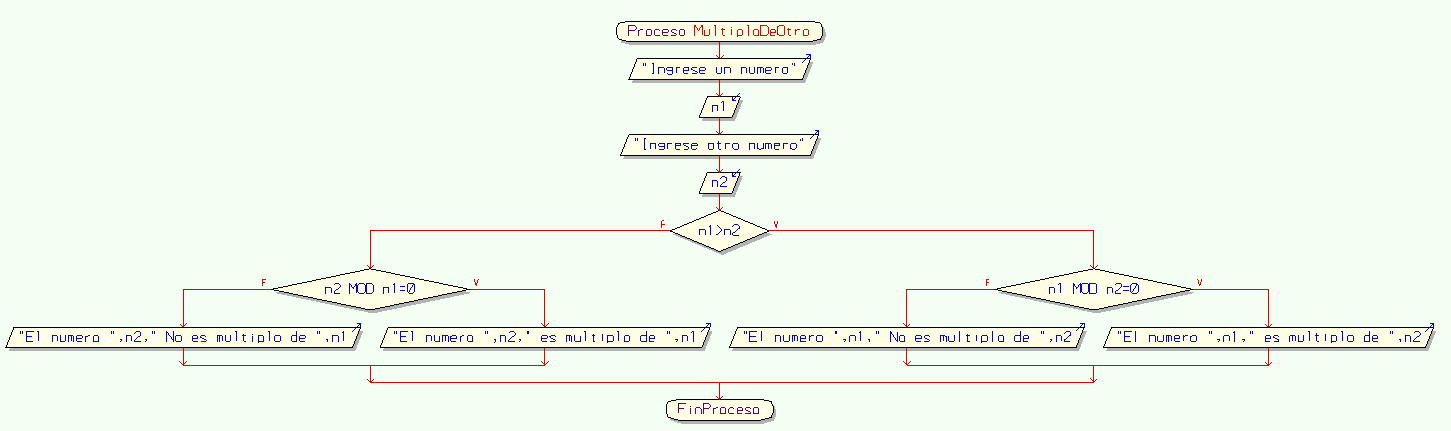 Proceso MultiploDeOtro
"Ingrese un numero"
n1
"Ingrese otro numero"
n2
F
n1>n2
V
F
n2 MOD n1=0
V
F
n1 MOD n2=0
V
"El numero ",n2," No es multiplo de ",n1
"El numero ",n2," es multiplo de ",n1
"El numero ",n1," No es multiplo de ",n2
"El numero ",n1," es multiplo de ",n2
FinProceso